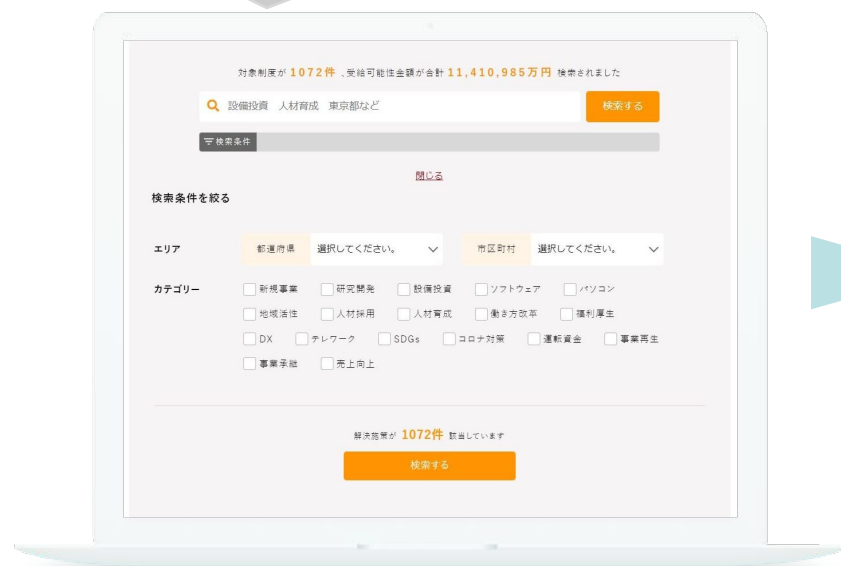 対象制度が 1072件 、受給可能性金額が合計 11,410,985万円 検索されました
設備投資 人材育成 東京都など 検索する
検索条件
閉じる
検索条件を絞る
エリア 都道府県 選択してください。 市区町村 選択してください。
カテゴリー 新規事業 研究開発 設備投資 ソフトウェア パソコン
地域活性 人材採用 人材育成 働き方改革 福利厚生
DX テレワーク SDGs コロナ対策 運転資金 事業再生
事業承継 売上向上
解決施策が 1072件 該当しています
検索する